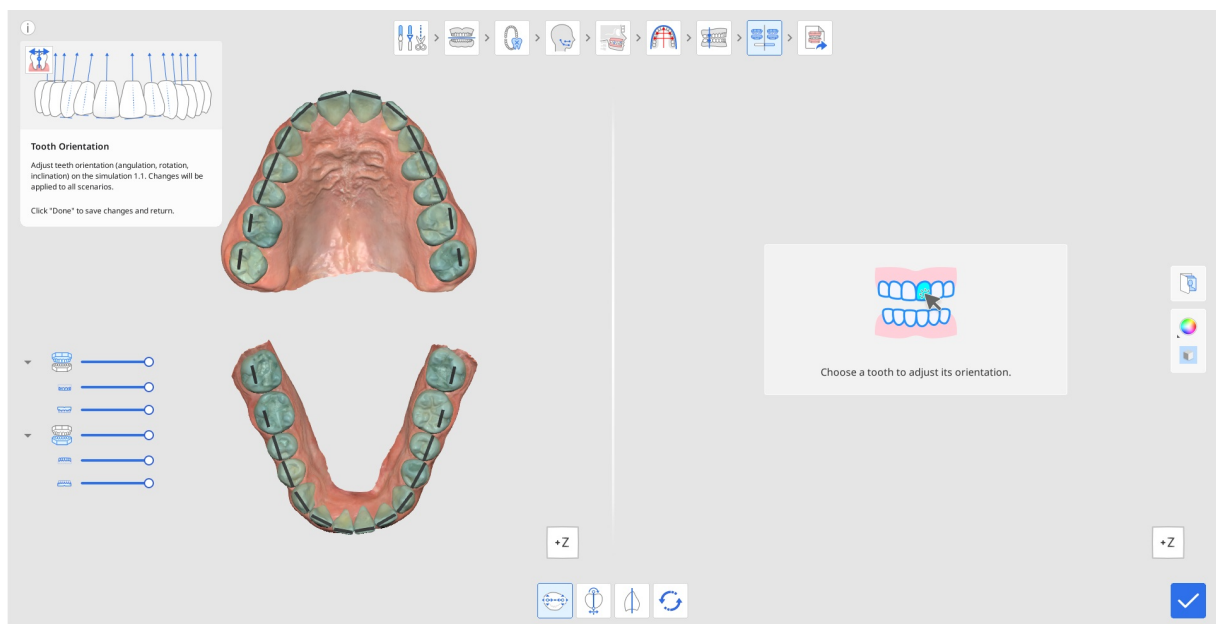 i
Tooth Orientation
Adjust teeth orientation (angulation, rotation,
inclination) on the simulation 1.1. Changes will be
applied to all scenarios.
Click "Done" to save changes and return.
Choose a tooth to adjust its orientation.
+Z
+Z